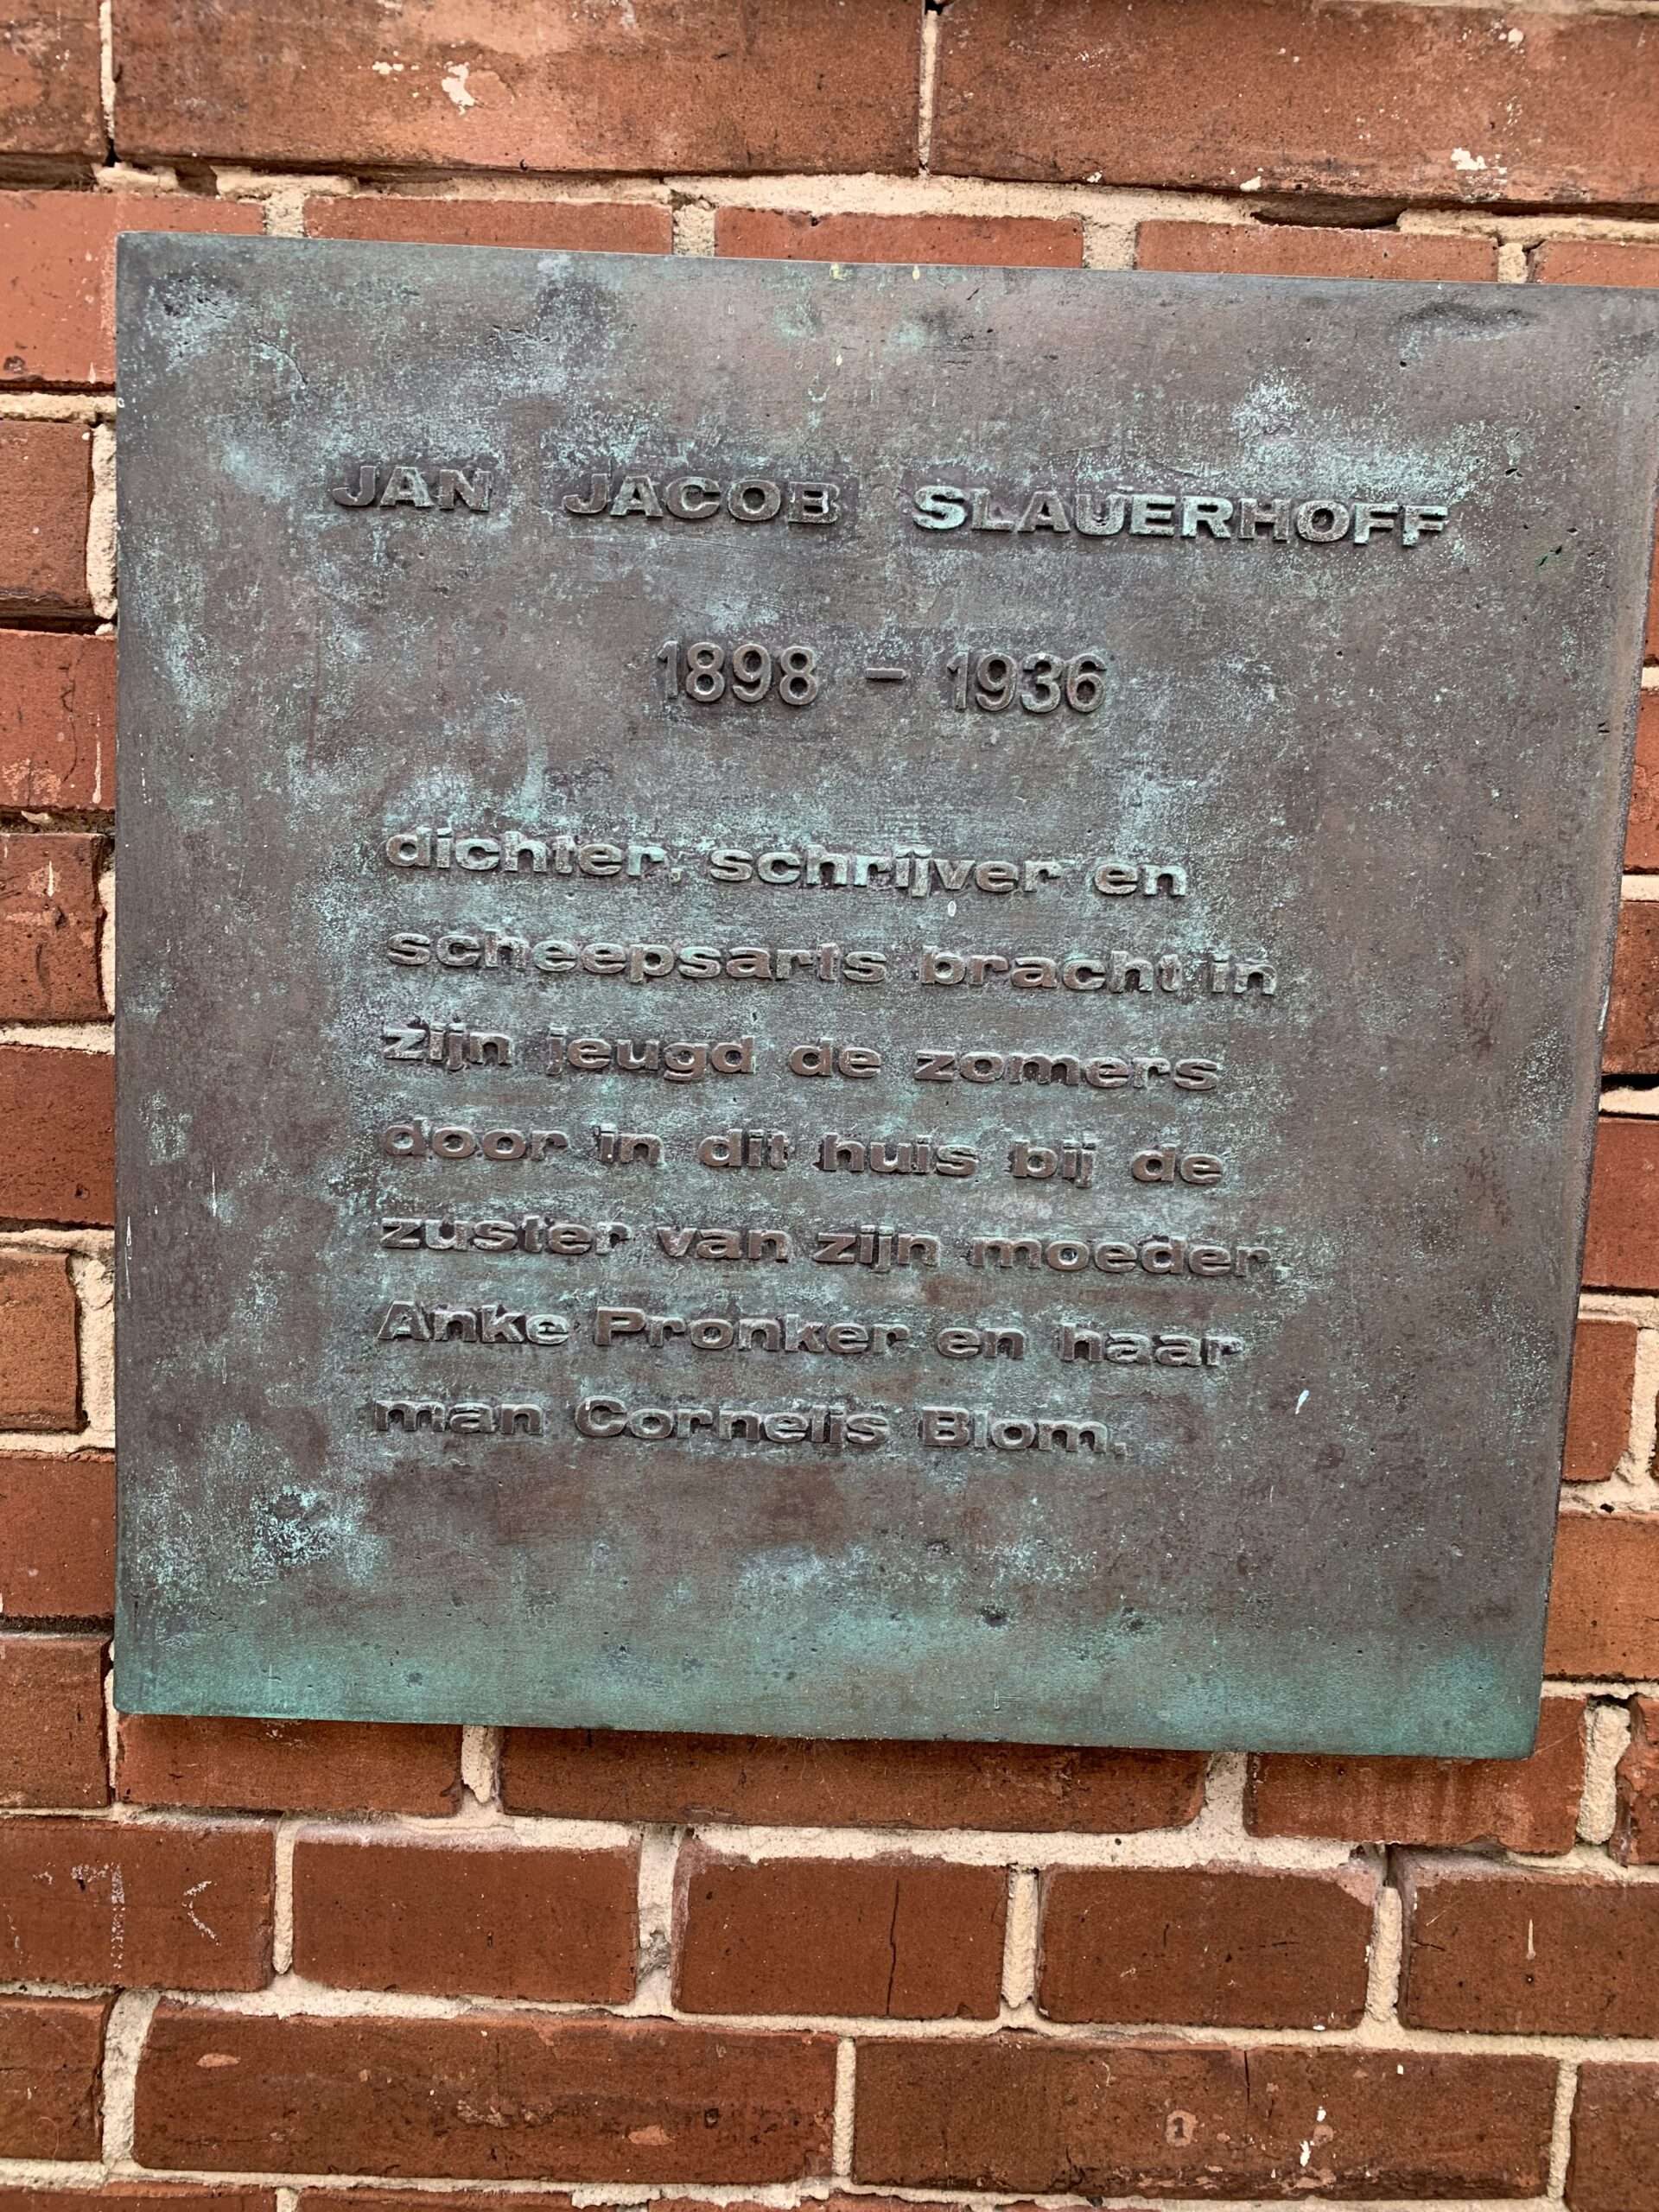 JAN JACOB SLAUERHOFF
1898 - 1936
dichter, schrijver en
scheepsarts bracht in
zijn jeugd de zomers
door in dit huis bij de
zuster van zijn moeder
Anke Pronker en haar
man Cornelis Blom.